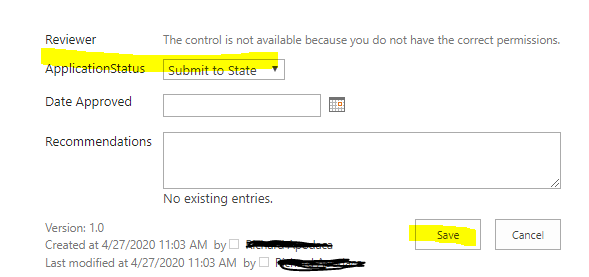 Reviewer The control is not available because you do not have the correct permissions.
ApplicationStatus Submit to State
Date Approved
Recommendations
No existing entries.
Version: 1.0
Created at 4/27/2020 11:03 AM by
Last modified at 4/27/2020 11:03 AM by
Save Cancel